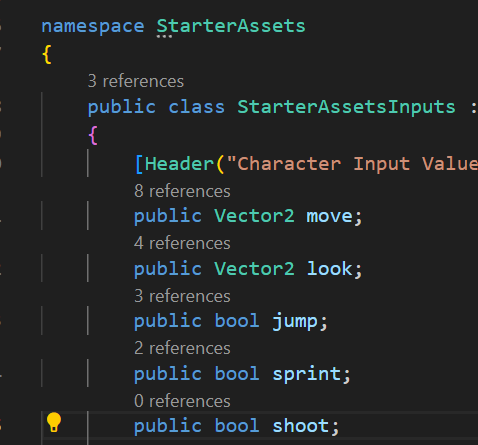 namespace StarterAssets
{
3 references
public class StarterAssetsInputs :
{
[Header("Character Input Value
8 references
public Vector2 move;
4 references
public Vector2 look;
3 references
public bool jump;
2 references
public bool sprint;
0 references
public bool shoot;